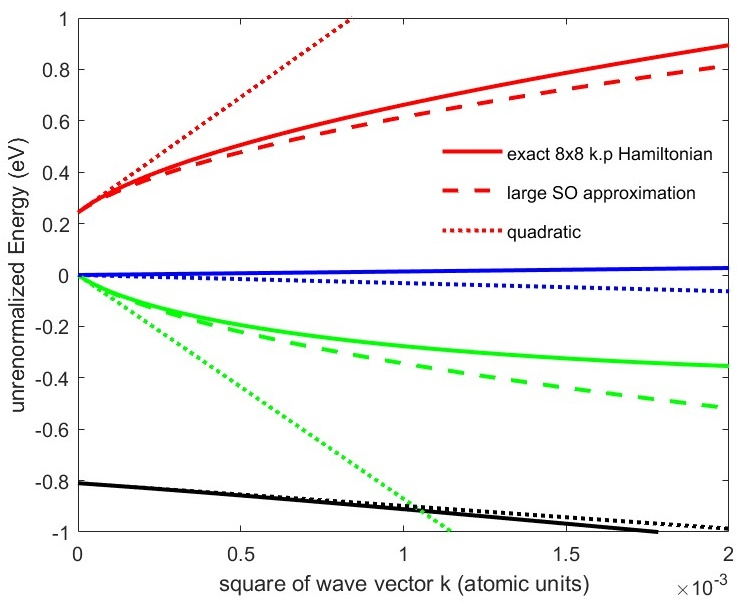 1
0.8
0.6
0.4
0.2
0
-0.2
-0.4
-0.6
-0.8
-1
unrenormalized Energy (eV)
exact 8x8 k.p Hamiltonian
large SO approximation
quadratic
0 0.5 1 1.5 2
square of wave vector k (atomic units)
×10-3